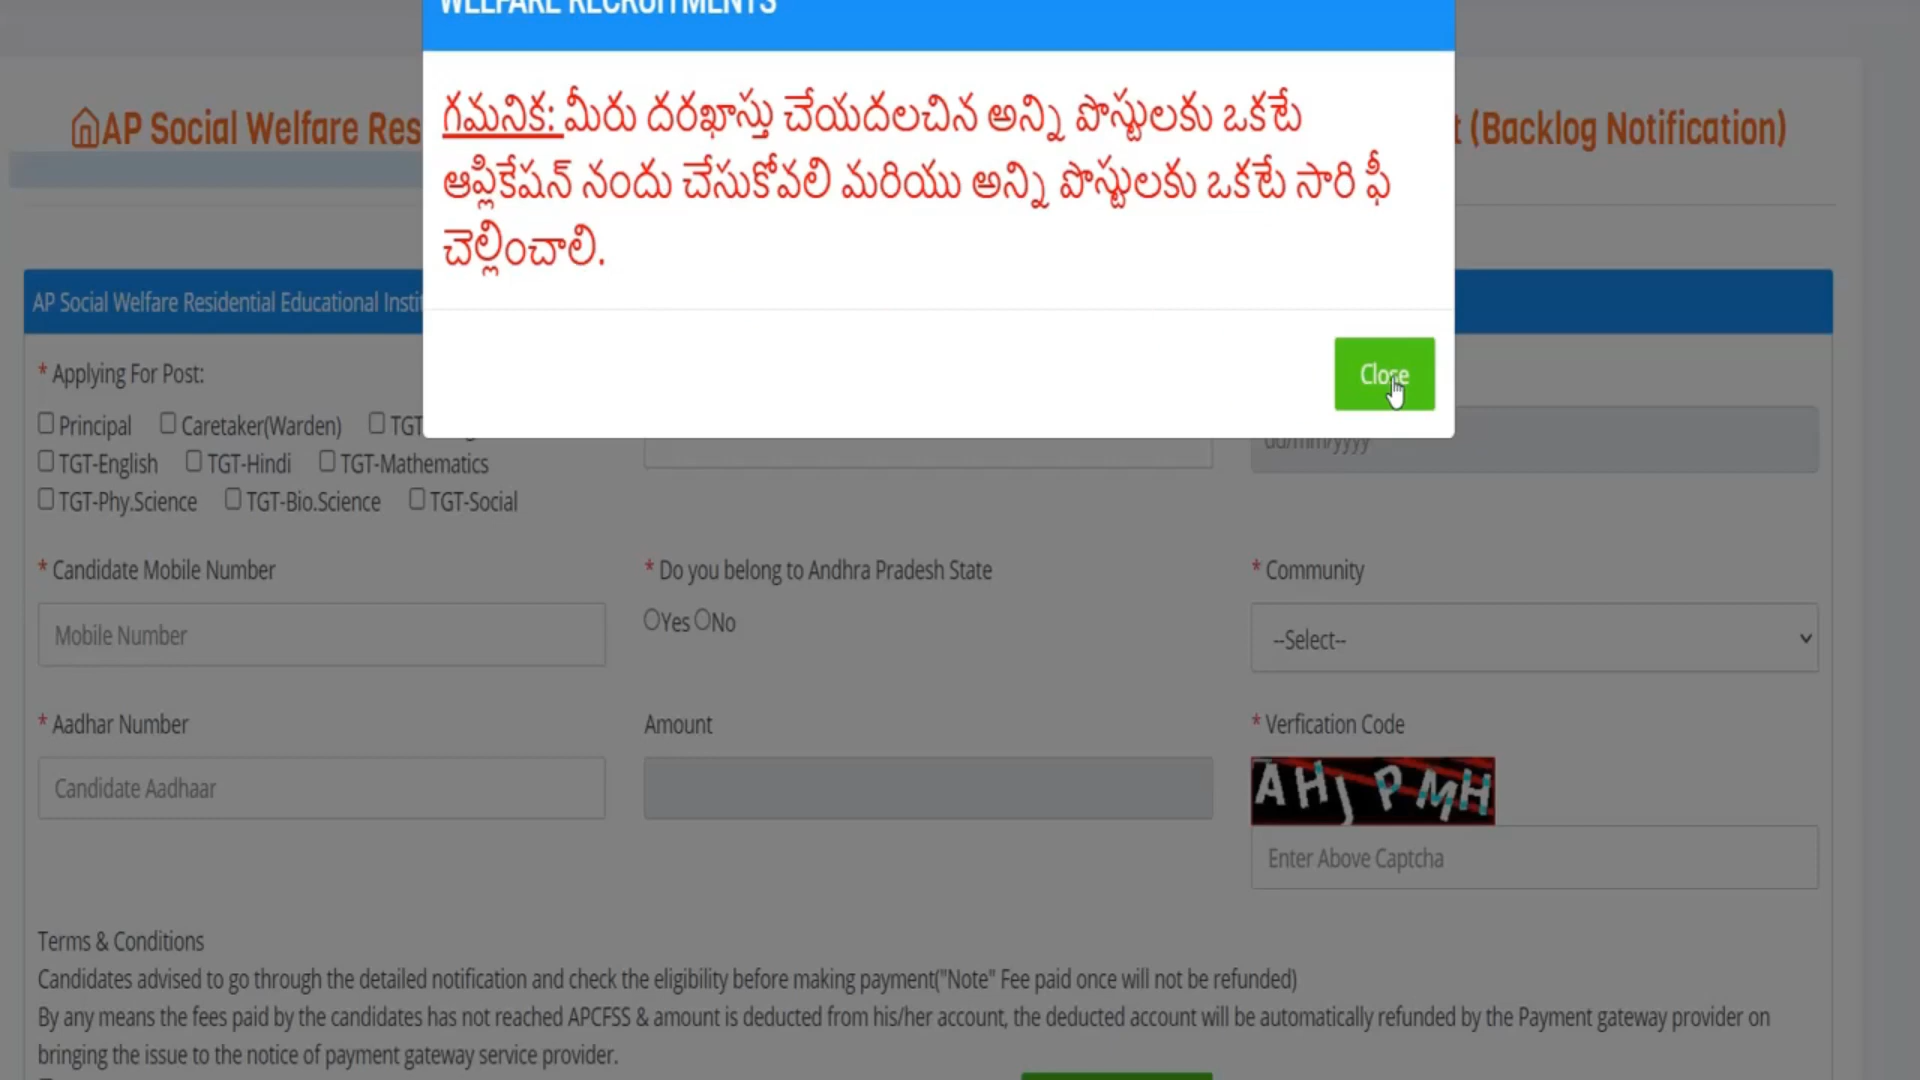 WELFARE RECRUITMENTS
గమనిక: మీరు దరఖాస్తు చేయదలచిన అన్ని పొస్టులకు ఒకటే
ఆప్లికేషన్ నందు చేసుకోవలి మరియు అన్ని పొస్టులకు ఒకటే సారి ఫీ
చెల్లించాలి.
Close
AP Social Welfare Res
t (Backlog Notification)
AP Social Welfare Residential Educational Insti
* Applying For Post:
Principal Caretaker(Warden) TGT
TGT-English TGT-Hindi TGT-Mathematics
TGT-Phy.Science TGT-Bio.Science TGT-Social
dd/mm/yyyy
* Candidate Mobile Number * Do you belong to Andhra Pradesh State * Community
Mobile Number Yes No --Select--
* Aadhar Number Amount * Verfication Code
Candidate Aadhaar AHJPMH
Enter Above Captcha
Terms & Conditions
Candidates advised to go through the detailed notification and check the eligibility before making payment("Note" Fee paid once will not be refunded)
By any means the fees paid by the candidates has not reached APCFSS & amount is deducted from his/her account, the deducted account will be automatically refunded by the Payment gateway provider on
bringing the issue to the notice of payment gateway service provider.